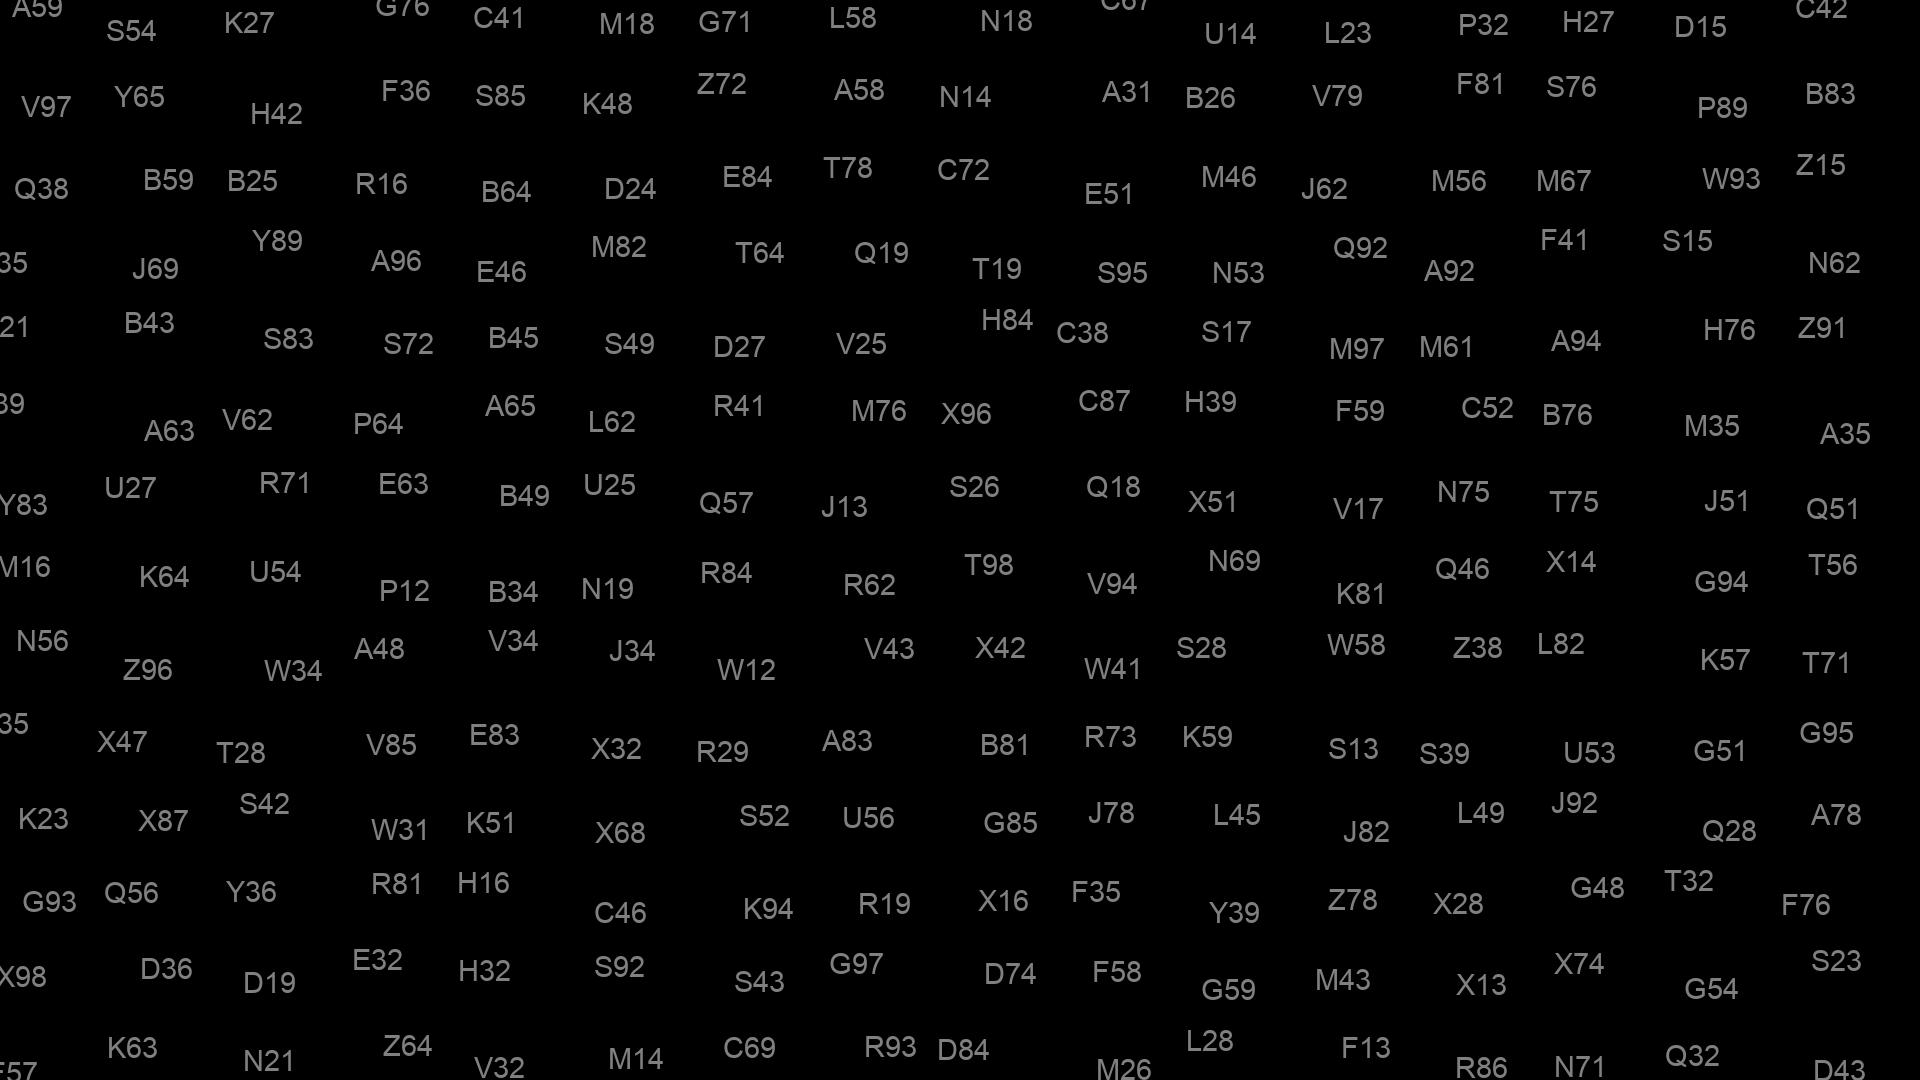 A59 S54 K27 G76 C41 M18 G71 L58 N18 C67 U14 L23 P32 H27 D15 C42
V97 Y65 H42 F36 S85 K48 Z72 A58 N14 A31 B26 V79 F81 S76 P89 B83
Q38 B59 B25 R16 B64 D24 E84 T78 C72 E51 M46 J62 M56 M67 W93 Z15
35 J69 Y89 A96 E46 M82 T64 Q19 T19 S95 N53 Q92 A92 F41 S15 N62
21 B43 S83 S72 B45 S49 D27 V25 H84 C38 S17 M97 M61 A94 H76 Z91
39 A63 V62 P64 A65 L62 R41 M76 X96 C87 H39 F59 C52 B76 M35 A35
Y83 U27 R71 E63 B49 U25 Q57 J13 S26 Q18 X51 V17 N75 T75 J51 Q51
M16 K64 U54 P12 B34 N19 R84 R62 T98 V94 N69 K81 Q46 X14 G94 T56
N56 Z96 W34 A48 V34 J34 W12 V43 X42 W41 S28 W58 Z38 L82 K57 T71
35 X47 T28 V85 E83 X32 R29 A83 B81 R73 K59 S13 S39 U53 G51 G95
K23 X87 S42 W31 K51 X68 S52 U56 G85 J78 L45 J82 L49 J92 Q28 A78
G93 Q56 Y36 R81 H16 C46 K94 R19 X16 F35 Y39 Z78 X28 G48 T32 F76
X98 D36 D19 E32 H32 S92 S43 G97 D74 F58 G59 M43 X13 X74 G54 S23
57 K63 N21 Z64 V32 M14 C69 R93 D84 M26 L28 F13 R86 N71 Q32 D43